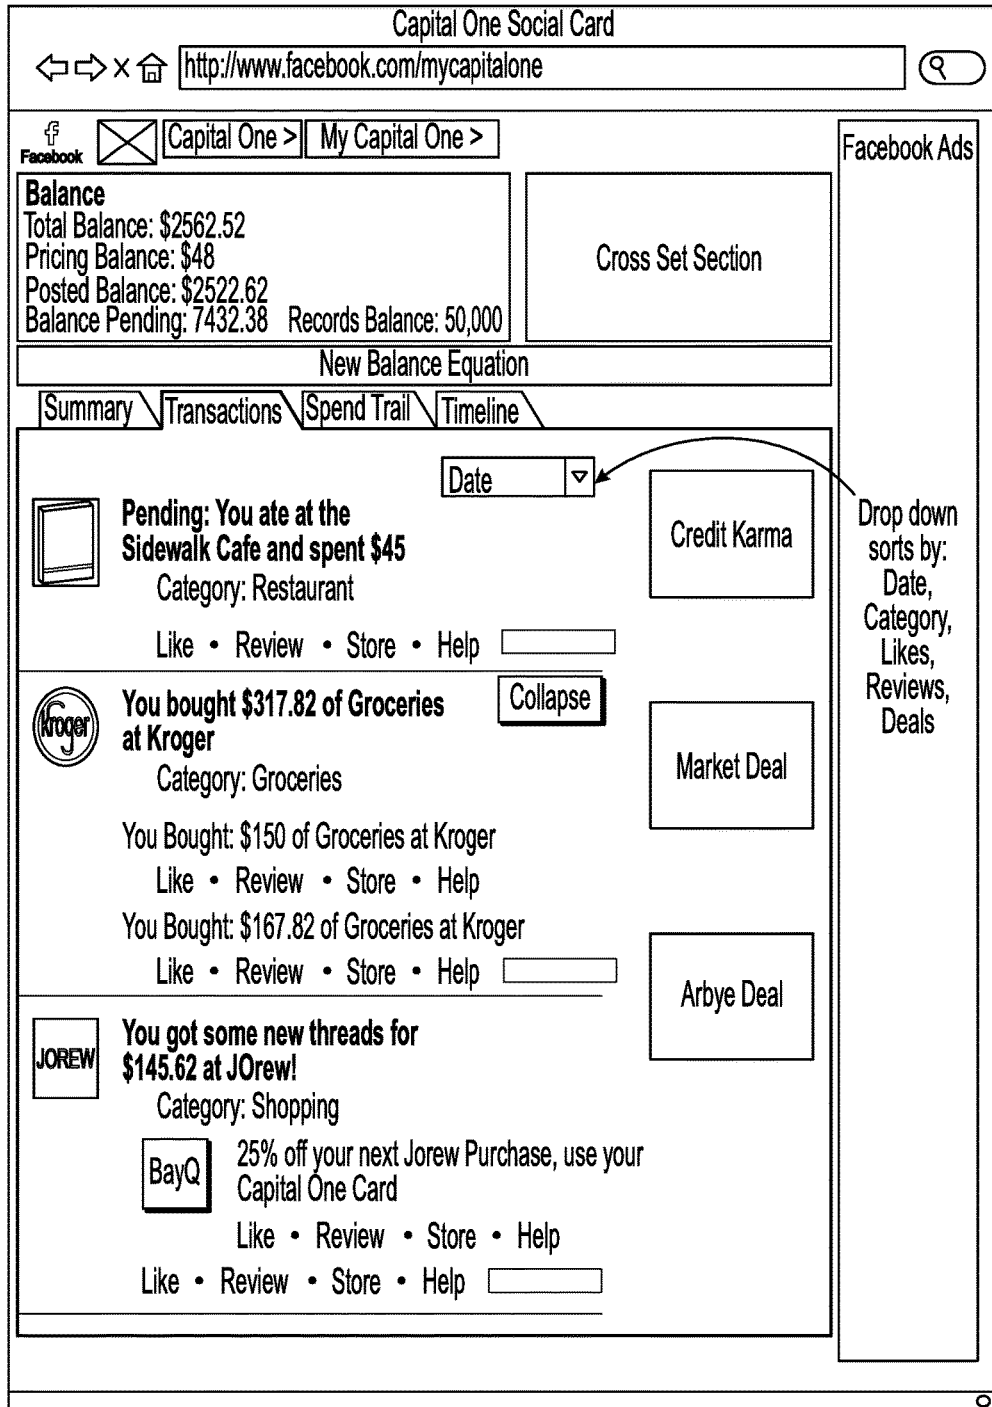 Capital One Social Card
http://www.facebook.com/mycapitalone
Facebook
Capital One >
My Capital One >
Facebook Ads
Balance
Total Balance: $2562.52
Pricing Balance: $48
Posted Balance: $2522.62
Balance Pending: 7432.38 Records Balance: 50,000
Cross Set Section
New Balance Equation
Summary
Transactions
Spend Trail
Timeline
Date
Pending: You ate at the
Sidewalk Cafe and spent $45
Category: Restaurant
Like • Review • Store • Help
Credit Karma
Drop down
sorts by:
Date,
Category,
Likes,
Reviews,
Deals
kroger
You bought $317.82 of Groceries
at Kroger
Collapse
Category: Groceries
Market Deal
You Bought: $150 of Groceries at Kroger
Like • Review • Store • Help
You Bought: $167.82 of Groceries at Kroger
Like • Review • Store • Help
Arbye Deal
JOREW
You got some new threads for
$145.62 at JOrew!
Category: Shopping
BayQ
25% off your next Jorew Purchase, use your
Capital One Card
Like • Review • Store • Help
Like • Review • Store • Help